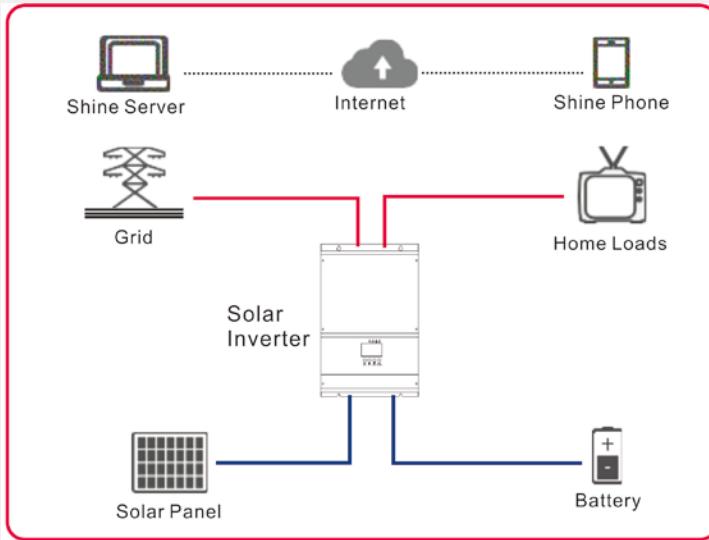 Shine Server
Internet
Shine Phone
Grid
Home Loads
Solar
Inverter
Solar Panel
+
-
Battery